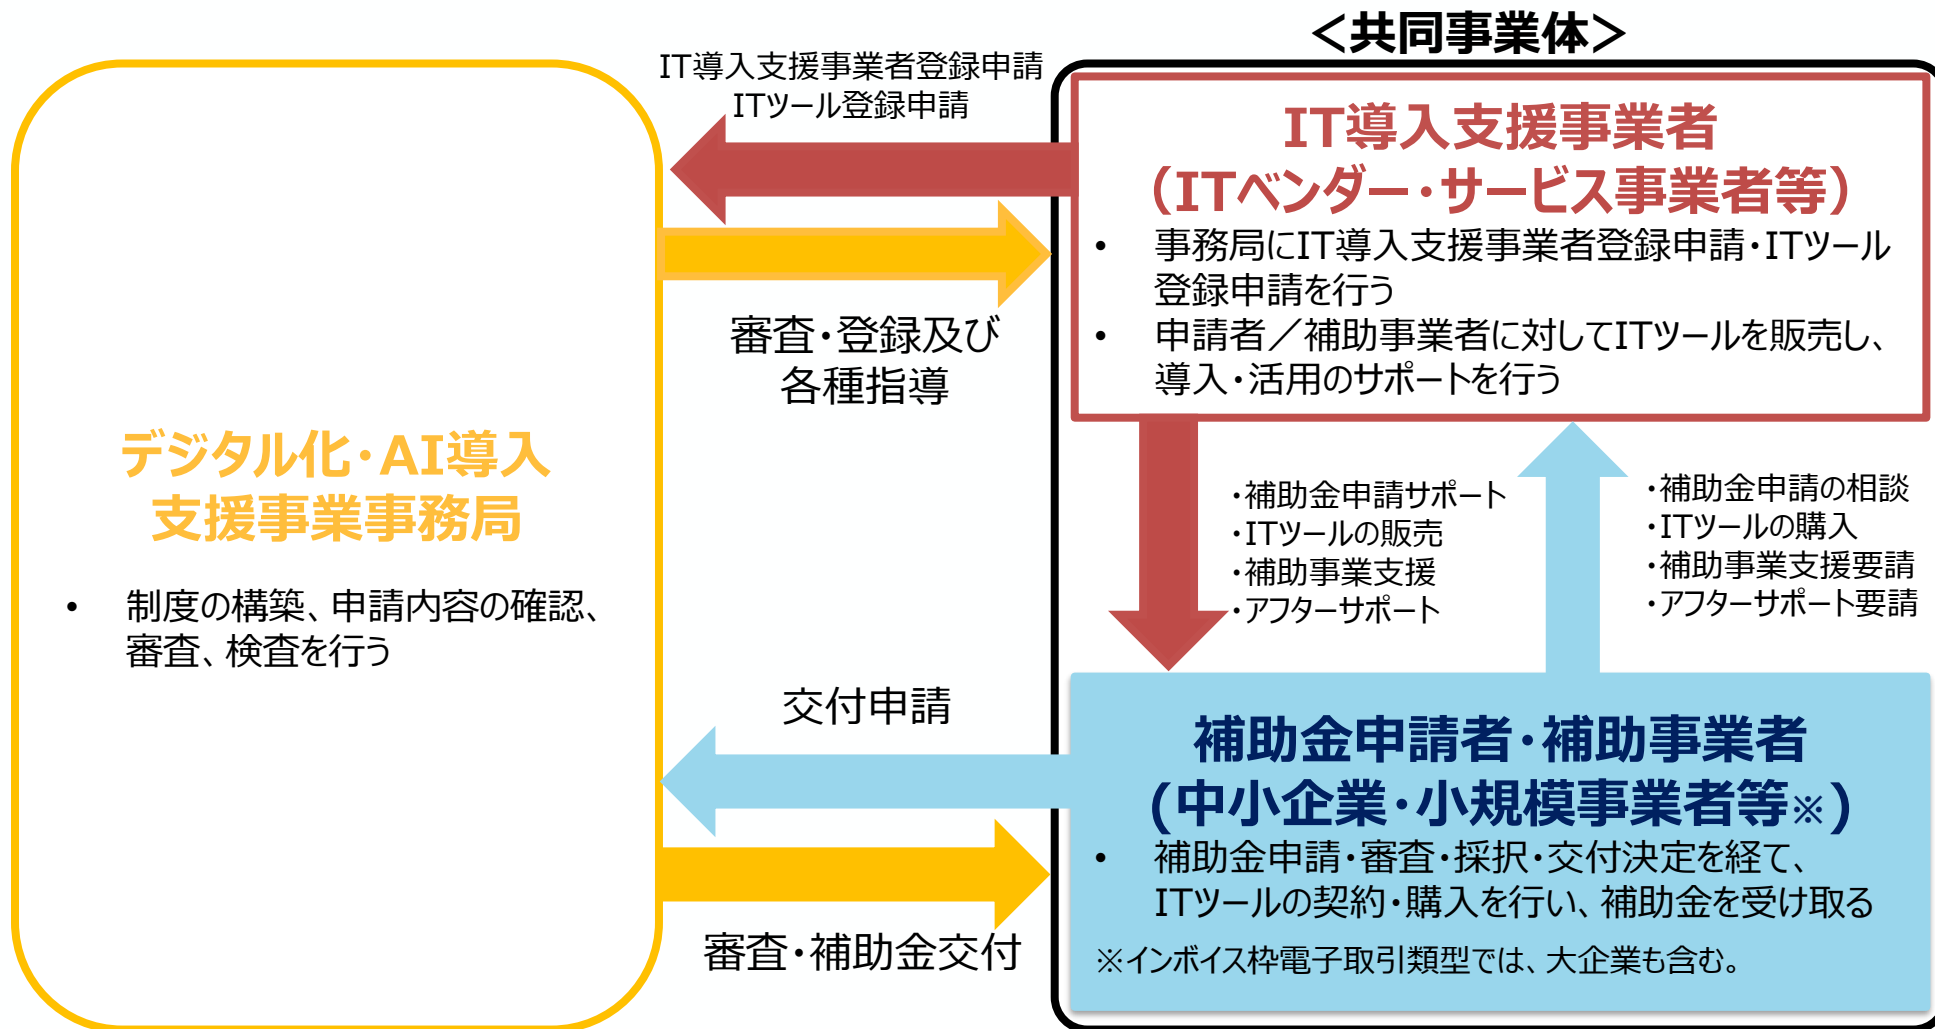 ＜共同事業体＞
IT導入支援事業者登録申請
ITツール登録申請
審査・登録及び
各種指導
デジタル化・AI導入
支援事業事務局
• 制度の構築、申請内容の確認、
審査、検査を行う
交付申請
審査・補助金交付
IT導入支援事業者
（ITベンダー・サービス事業者等）
• 事務局にIT導入支援事業者登録申請・ITツール
登録申請を行う
• 申請者／補助事業者に対してITツールを販売し、
導入・活用のサポートを行う
・補助金申請サポート
・ITツールの販売
・補助事業支援
・アフターサポート
・補助金申請の相談
・ITツールの購入
・補助事業支援要請
・アフターサポート要請
補助金申請者・補助事業者
(中小企業・小規模事業者等※)
• 補助金申請・審査・採択・交付決定を経て、
ITツールの契約・購入を行い、補助金を受け取る
※インボイス枠電子取引類型では、大企業も含む。